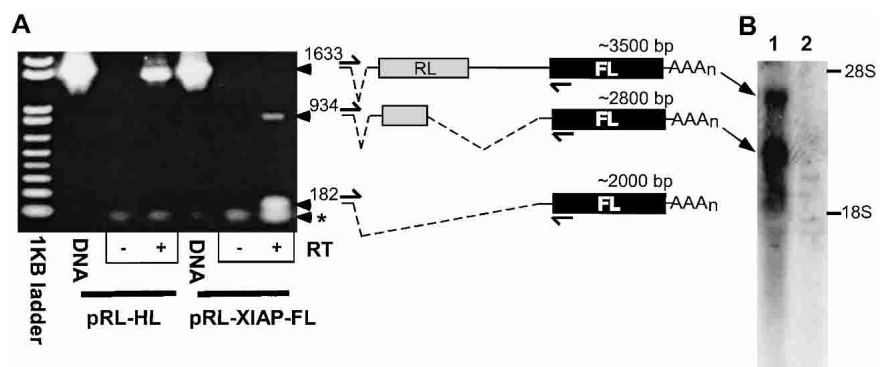 A
B
1633
RL
~3500 bp
FL
AAAn
1 2
28S
934
~2800 bp
FL
AAAn
182
*
~2000 bp
FL
AAAn
18S
1KB ladder
DNA
- +
DNA
- +
RT
pRL-HL
pRL-XIAP-FL